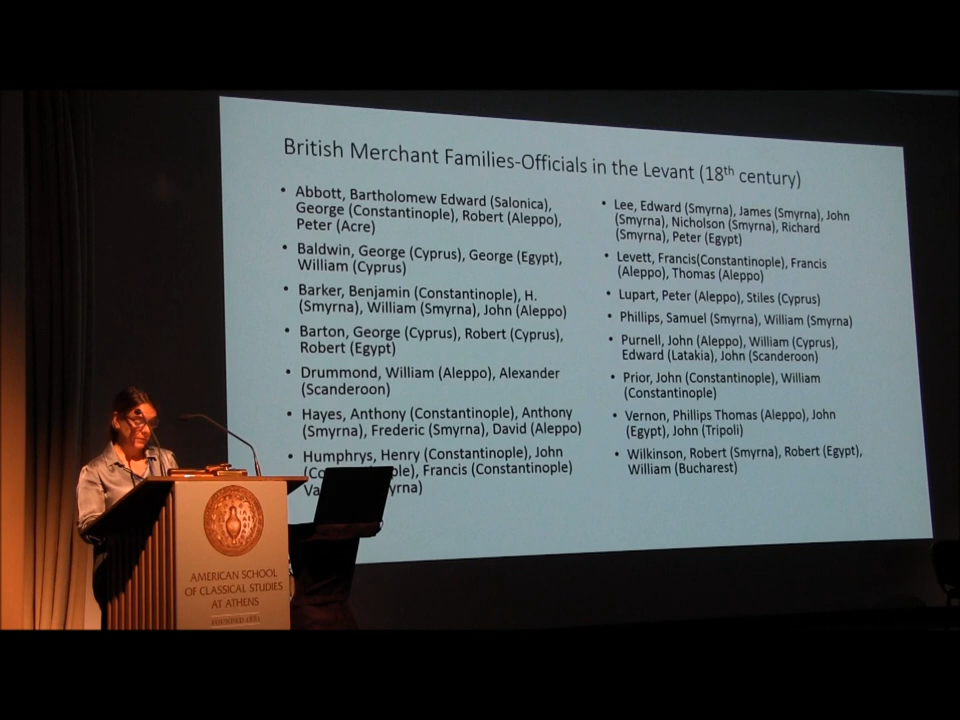 British Merchant Families-Officials in the Levant (18th century)
• Abbott, Bartholomew Edward (Salonica),
George (Constantinople), Robert (Aleppo),
Peter (Acre)
• Baldwin, George (Cyprus), George (Egypt),
William (Cyprus)
• Barker, Benjamin (Constantinople), H.
(Smyrna), William (Smyrna), John (Aleppo)
• Barton, George (Cyprus), Robert (Cyprus),
Robert (Egypt)
• Drummond, William (Aleppo), Alexander
(Scanderoon)
• Hayes, Anthony (Constantinople), Anthony
(Smyrna), Frederic (Smyrna), David (Aleppo)
• Humphrys, Henry (Constantinople), John
Francis (Constantinople)
• Lee, Edward (Smyrna), James (Smyrna), John
(Smyrna), Nicholson (Smyrna), Richard
(Smyrna), Peter (Egypt)
• Levett, Francis(Constantinople), Francis
(Aleppo), Thomas (Aleppo)
• Lupart, Peter (Aleppo), Stiles (Cyprus)
• Phillips, Samuel (Smyrna), William (Smyrna)
• Purnell, John (Aleppo), William (Cyprus),
Edward (Latakia), John (Scanderoon)
• Prior, John (Constantinople), William
(Constantinople)
• Vernon, Phillips Thomas (Aleppo), John
(Egypt), John (Tripoli)
• Wilkinson, Robert (Smyrna), Robert (Egypt),
William (Bucharest)
AMERICAN SCHOOL
OF CLASSICAL STUDIES
AT ATHENS
FOUNDED 1881